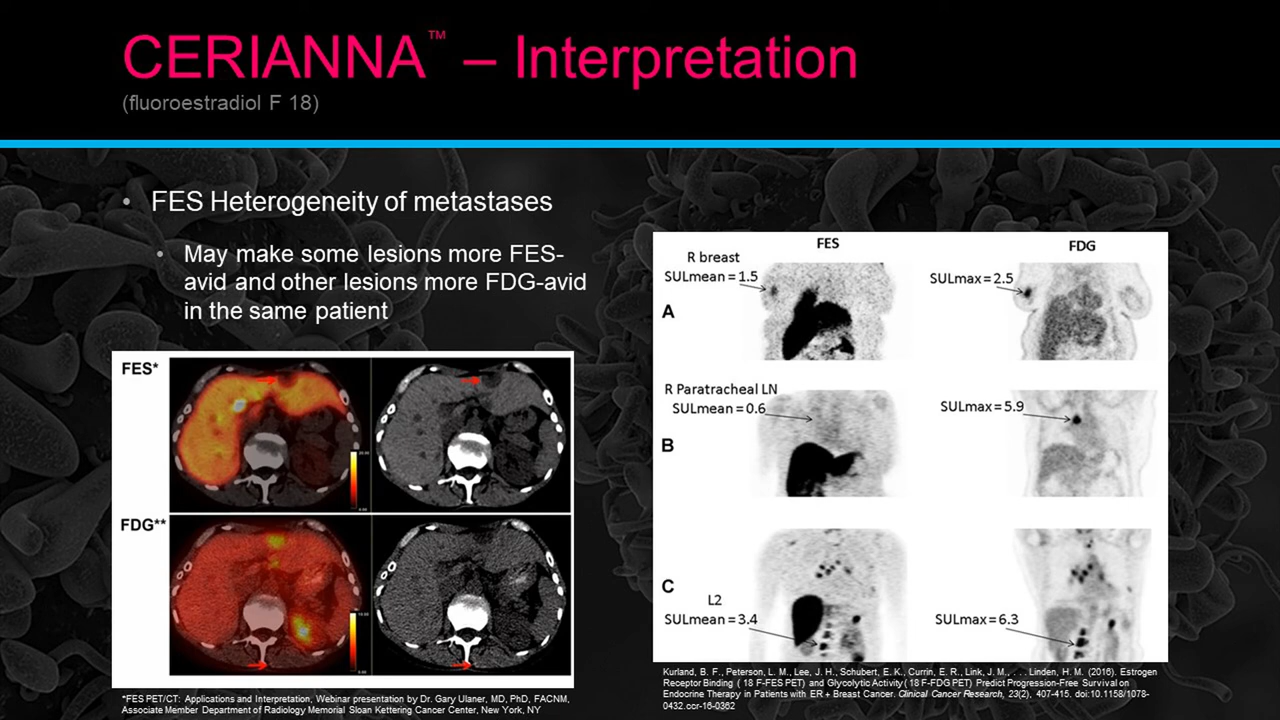 CERIANNA™ – Interpretation
(fluoroestradiol F 18)
• FES Heterogeneity of metastases
• May make some lesions more FES-
avid and other lesions more FDG-avid
in the same patient
FES*
FDG**
*FES PET/CT: Applications and Interpretation, Webinar presentation by Dr. Gary Ulaner, MD, PhD, FACNM,
Associate Member Department of Radiology Memorial Sloan Kettering Cancer Center, New York, NY
FES
FDG
R breast
SULmean = 1.5
SULmax = 2.5
A
R Paratracheal LN
SULmean = 0.6
SULmax = 5.9
B
C
L2
SULmean = 3.4
SULmax = 6.3
Kurland, B. F., Peterson, L. M., Lee, J. H., Schubert, E. K., Currin, E. R., Link, J. M., . . . Linden, H. M. (2016). Estrogen
Receptor Binding ( 18 F-FES PET) and Glycolytic Activity ( 18 F-FDG PET) Predict Progression-Free Survival on
Endocrine Therapy in Patients with ER + Breast Cancer. Clinical Cancer Research, 23(2), 407-415. doi:10.1158/1078-
0432.ccr-16-0362